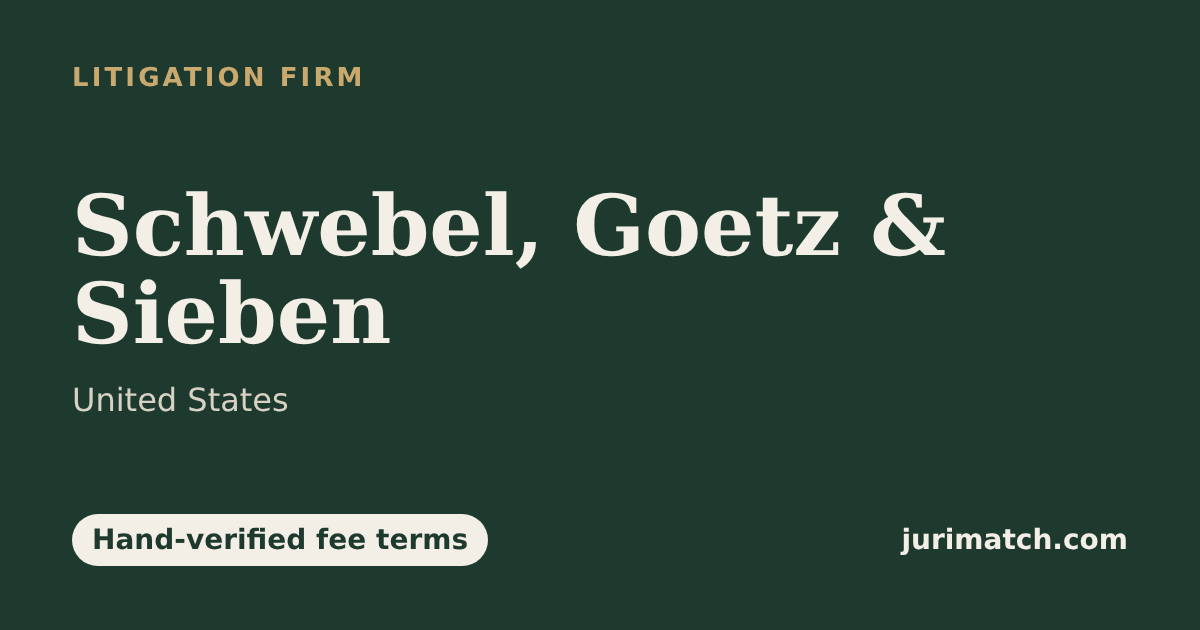 LITIGATION FIRM
Schwebel, Goetz &
Sieben
United States
Hand-verified fee terms
jurimatch.com